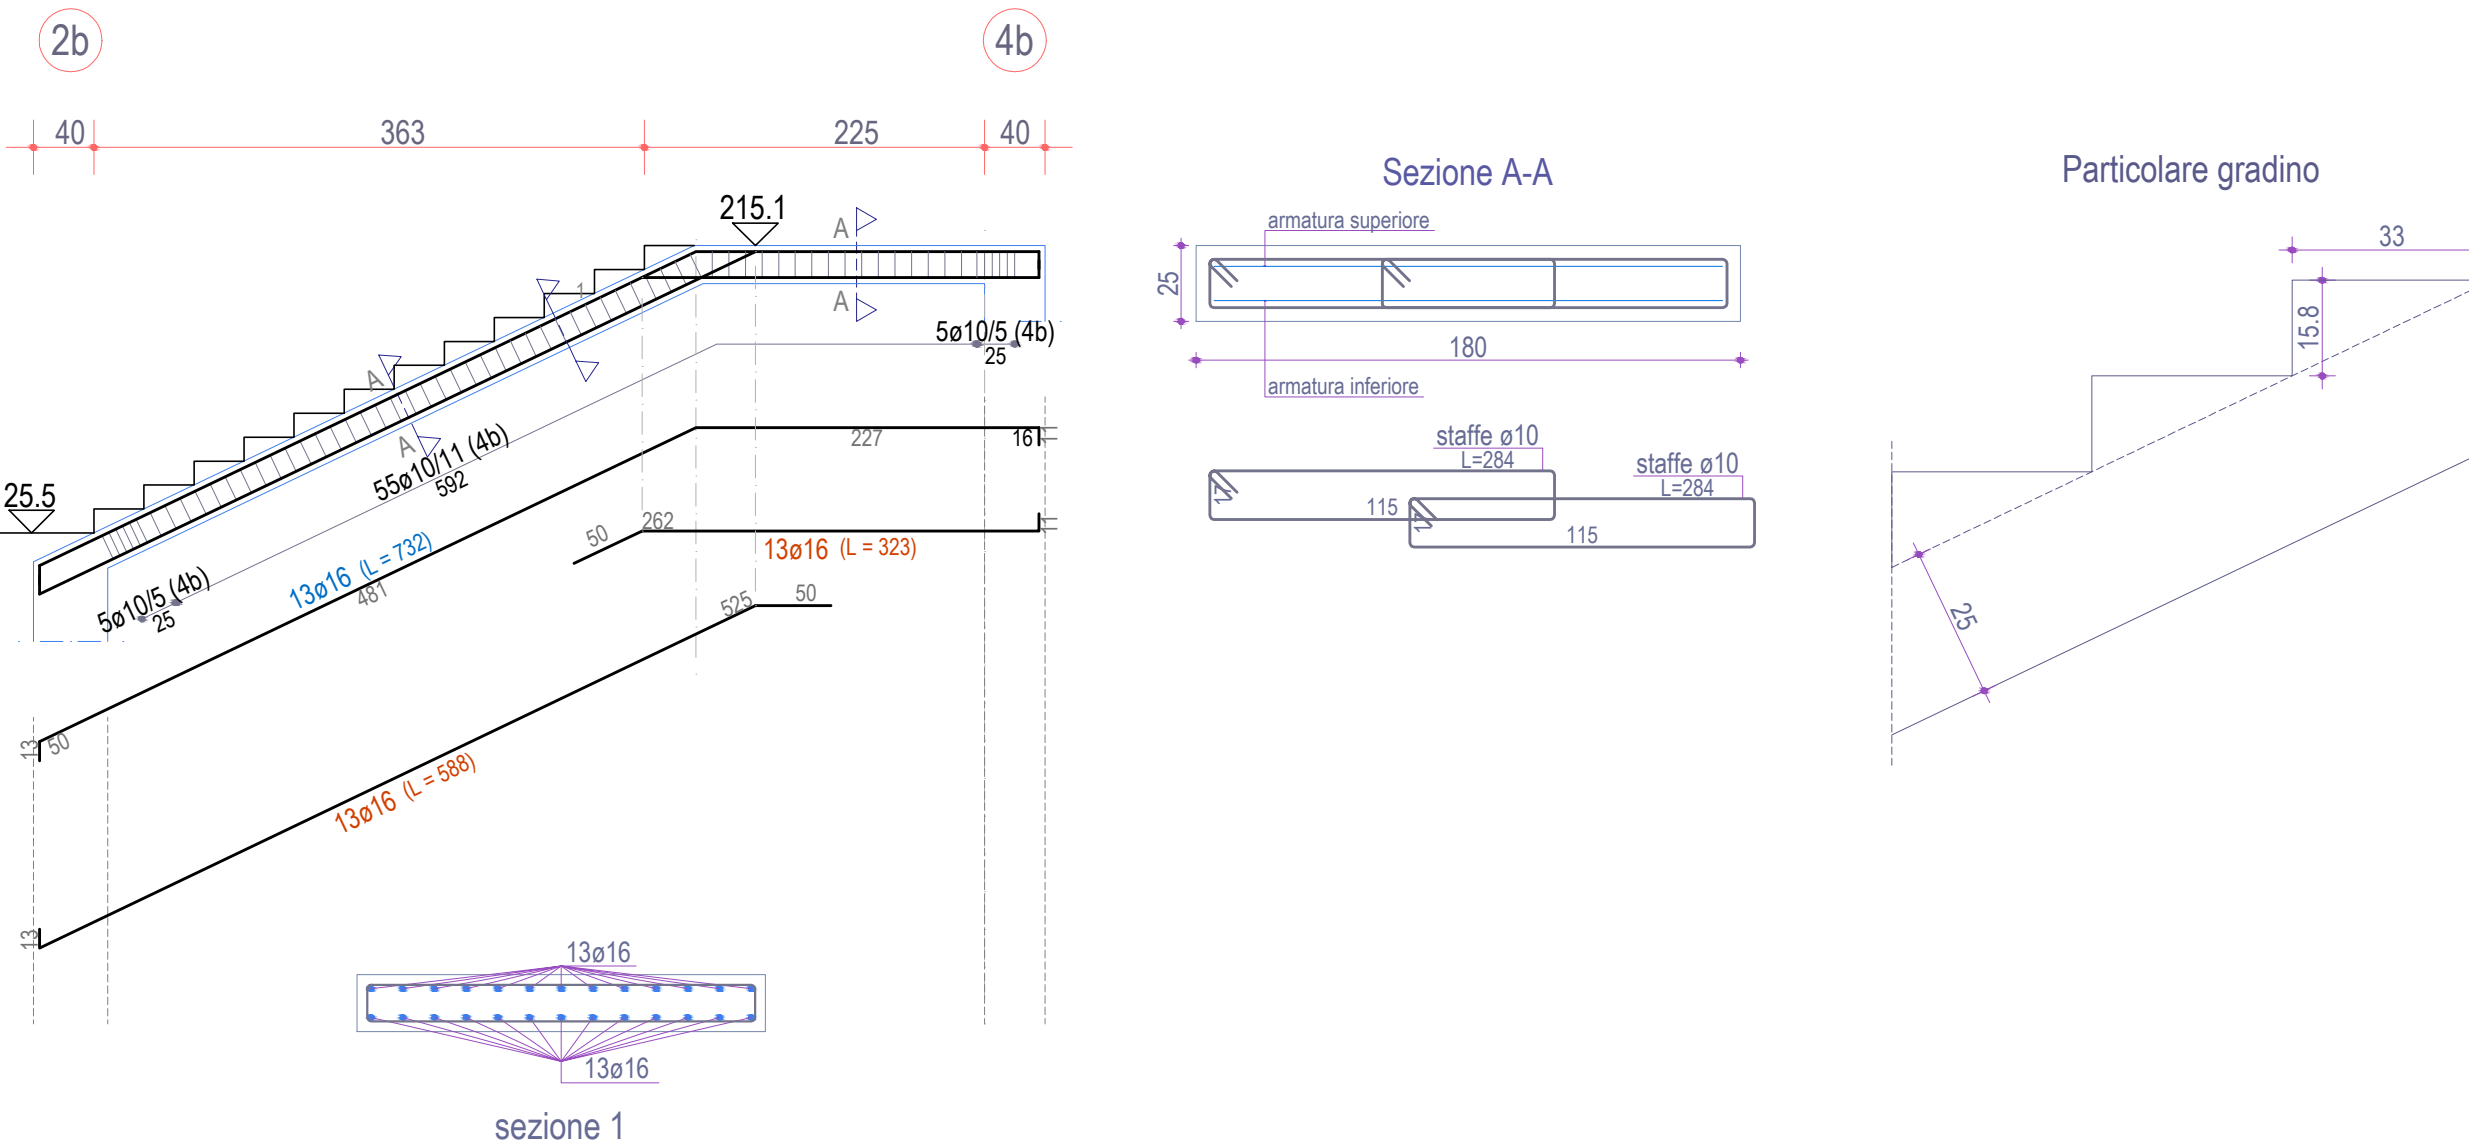 2b
4b
40
363
225
40
215.1
A
A
1
A
A
25.5
5ø10/5 (4b)
25
55ø10/11 (4b)
592
5ø10/5 (4b)
25
227
16
13ø16 (L = 732)
481
13
50
50
262
13ø16 (L = 323)
525
50
13ø16 (L = 588)
13
13ø16
13ø16
sezione 1
Sezione A-A
armatura superiore
25
180
armatura inferiore
staffe ø10
L=284
115
staffe ø10
L=284
115
Particolare gradino
33
15.8
25